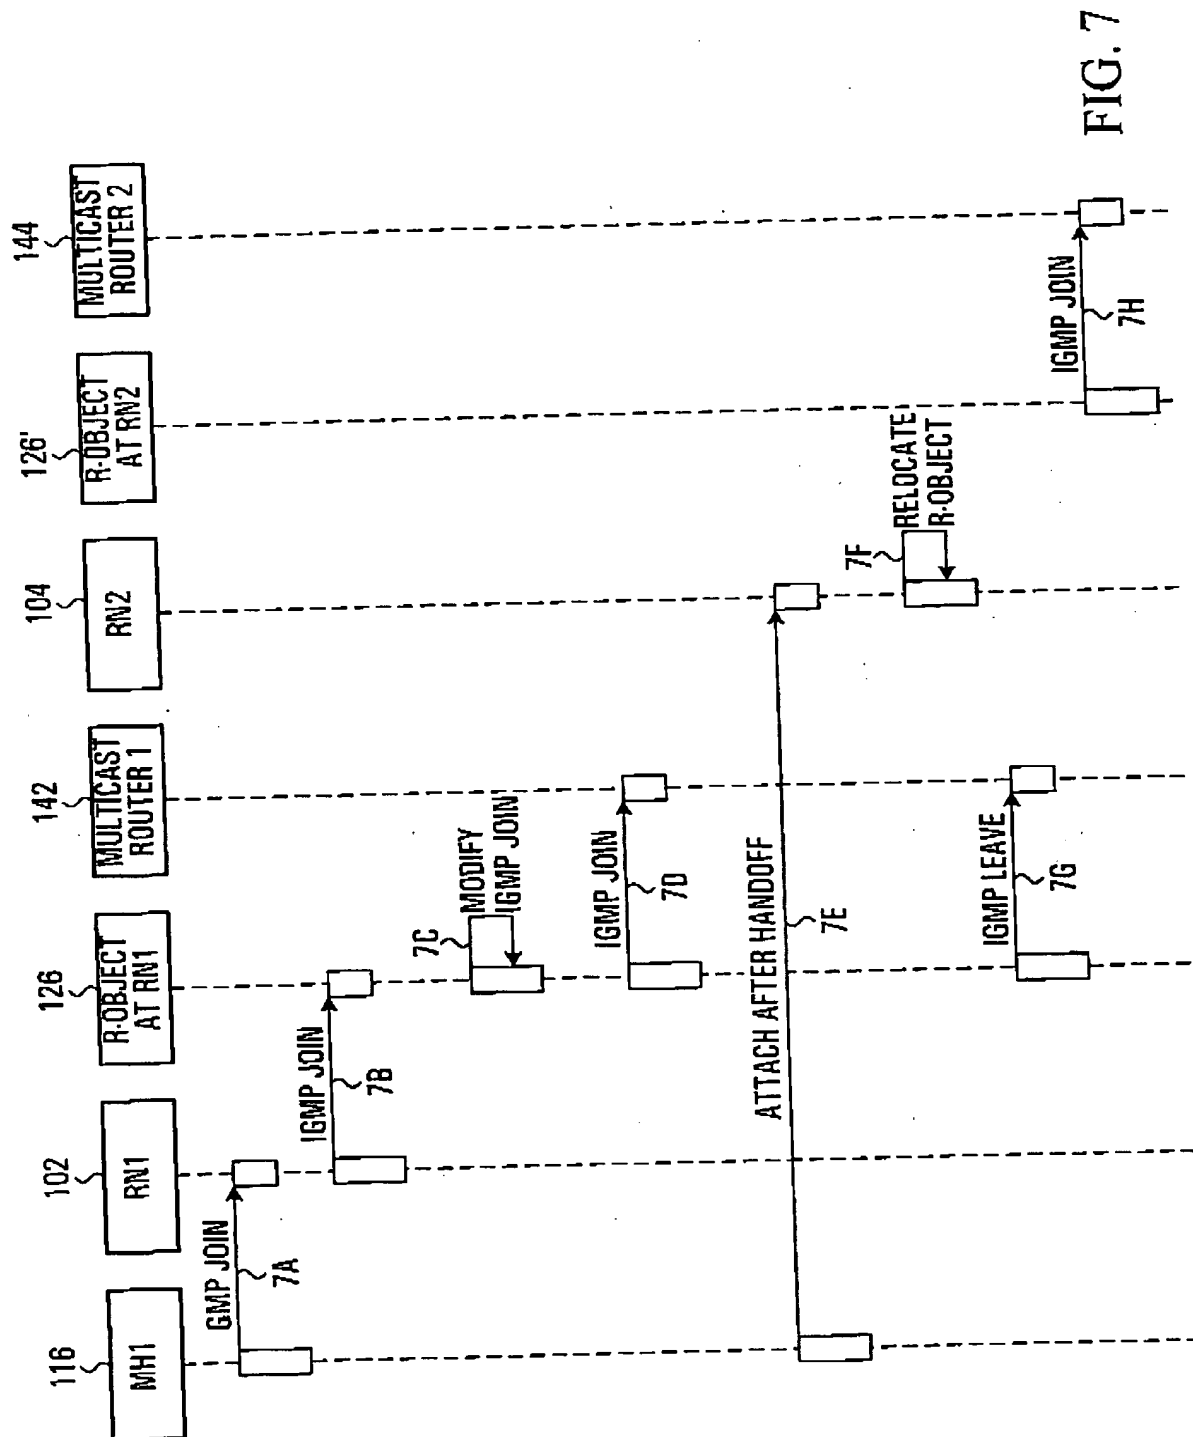 116
MH1
102
RN1
126
R-OBJECT
AT RN1
142
MULTICAST
ROUTER 1
104
RN2
126'
R-OBJECT
AT RN2
144
MULTICAST
ROUTER 2
GMP JOIN
7A
IGMP JOIN
7B
7C
MODIFY
IGMP JOIN
IGMP JOIN
7D
ATTACH AFTER HANDOFF
7E
7F
RELOCATE
R-OBJECT
IGMP LEAVE
7G
IGMP JOIN
7H
FIG. 7